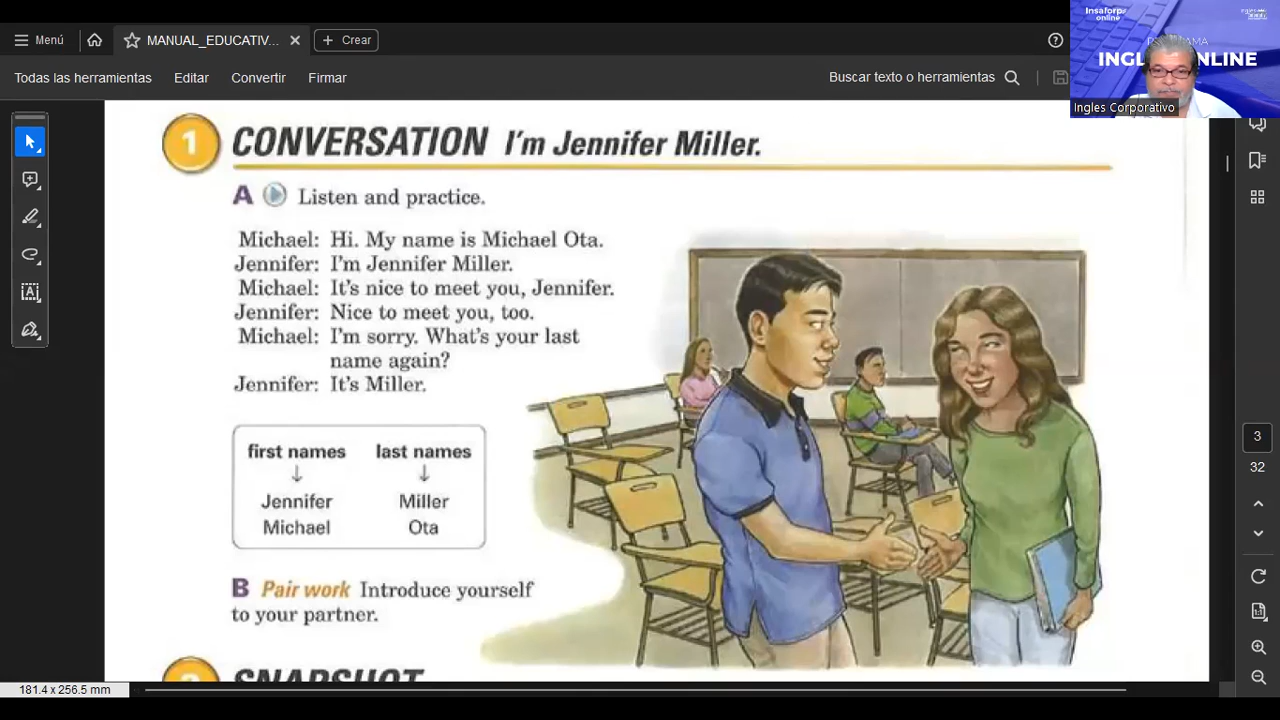 Menú
MANUAL_EDUCATIV...
Crear
Todas las herramientas
Editar
Convertir
Firmar
Buscar texto o herramientas
Insaforp
online
INGL
NLINE
Ingles Corporativo
1 CONVERSATION I'm Jennifer Miller.
A Listen and practice.
Michael: Hi. My name is Michael Ota.
Jennifer: I'm Jennifer Miller.
Michael: It's nice to meet you, Jennifer.
Jennifer: Nice to meet you, too.
Michael: I'm sorry. What's your last
name again?
Jennifer: It's Miller.
first names last names
↓ ↓
Jennifer Miller
Michael Ota
B Pair work Introduce yourself
to your partner.
SNAPSHOT
3
32
181.4 x 256.5 mm